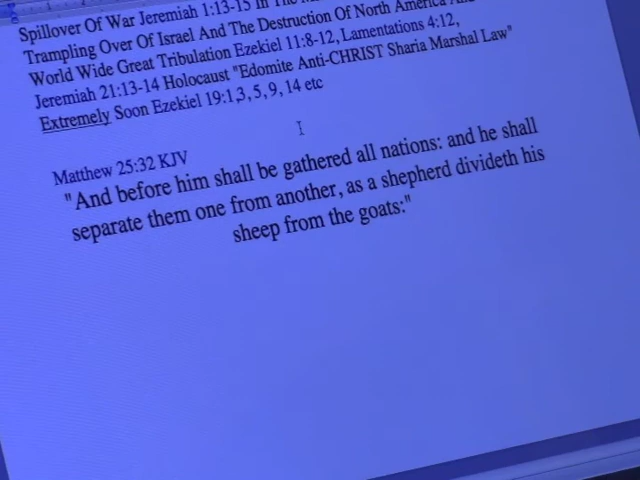 Spillover Of War Jeremiah 1:13-15 In The
Trampling Over Of Israel And The Destruction Of North America And
World Wide Great Tribulation Ezekiel 11:8-12, Lamentations 4:12,
Jeremiah 21:13-14 Holocaust "Edomite Anti-CHRIST Sharia Marshal Law"
Extremely Soon Ezekiel 19:1,3, 5, 9, 14 etc
Matthew 25:32 KJV
"And before him shall be gathered all nations: and he shall
separate them one from another, as a shepherd divideth his
sheep from the goats:"